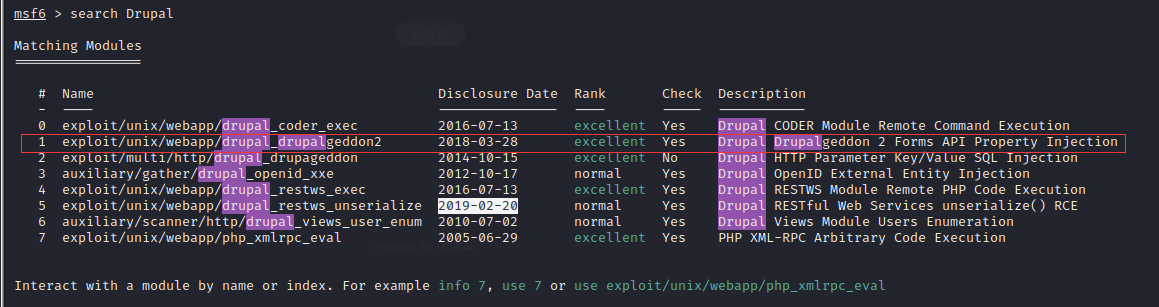 msf6 > search Drupal
Matching Modules
================
# Name Disclosure Date Rank Check Description
- ---- --------------- ---- ----- -----------
0 exploit/unix/webapp/drupal_coder_exec 2016-07-13 excellent Yes Drupal CODER Module Remote Command Execution
1 exploit/unix/webapp/drupal_drupalgeddon2 2018-03-28 excellent Yes Drupal Drupalgeddon 2 Forms API Property Injection
2 exploit/multi/http/drupal_drupageddon 2014-10-15 excellent No Drupal HTTP Parameter Key/Value SQL Injection
3 auxiliary/gather/drupal_openid_xxe 2012-10-17 normal Yes Drupal OpenID External Entity Injection
4 exploit/unix/webapp/drupal_restws_exec 2016-07-13 excellent Yes Drupal RESTWS Module Remote PHP Code Execution
5 exploit/unix/webapp/drupal_restws_unserialize 2019-02-20 normal Yes Drupal RESTful Web Services unserialize() RCE
6 auxiliary/scanner/http/drupal_views_user_enum 2010-07-02 normal Yes Drupal Views Module Users Enumeration
7 exploit/unix/webapp/php_xmlrpc_eval 2005-06-29 excellent Yes PHP XML-RPC Arbitrary Code Execution
Interact with a module by name or index. For example info 7, use 7 or use exploit/unix/webapp/php_xmlrpc_eval